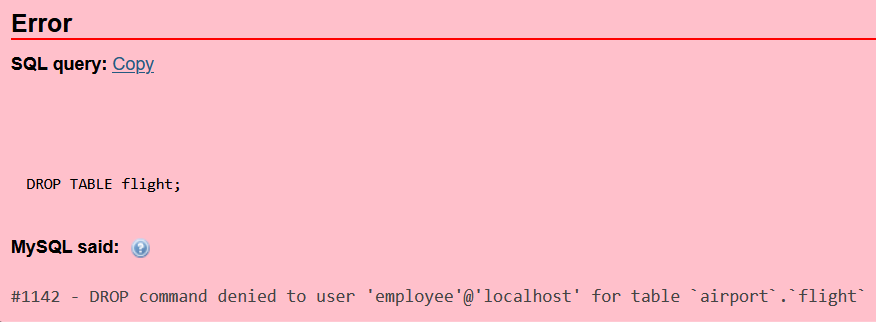 Error
SQL query: Copy
DROP TABLE flight;
MySQL said:
#1142 - DROP command denied to user 'employee'@'localhost' for table `airport`.`flight`